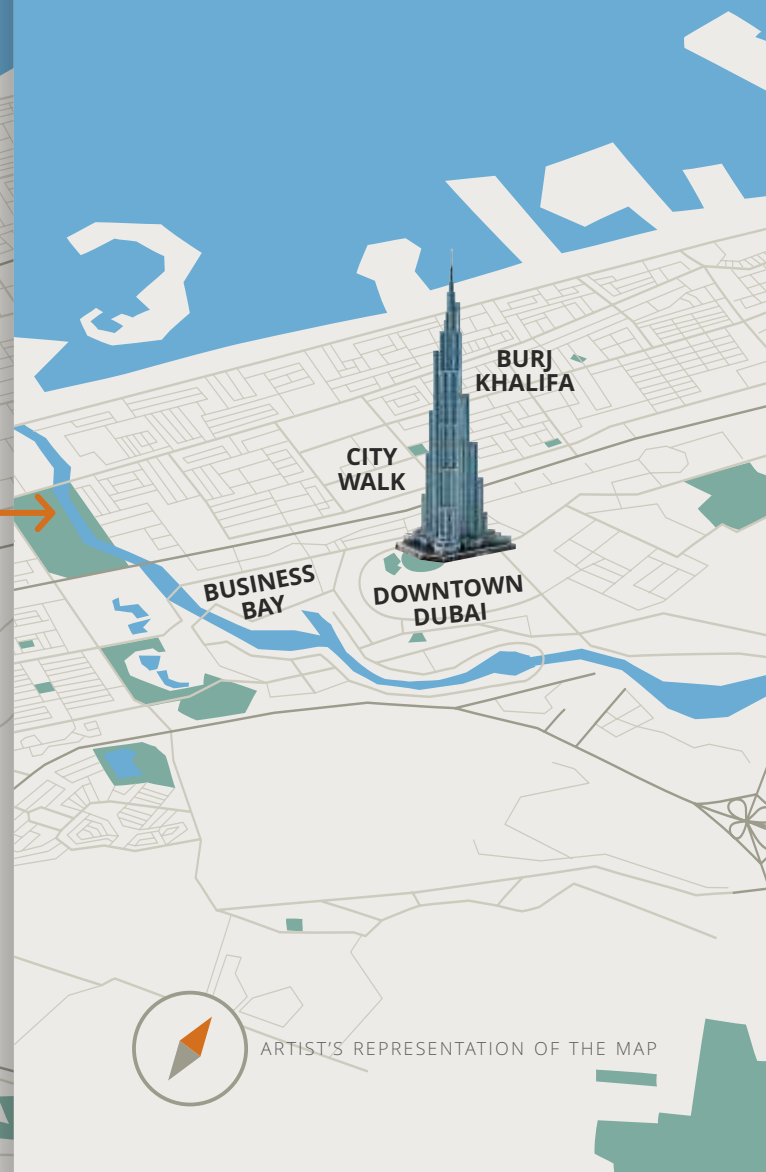 BURJ
KHALIFA
CITY
WALK
BUSINESS
BAY
DOWNTOWN
DUBAI
ARTIST'S REPRESENTATION OF THE MAP